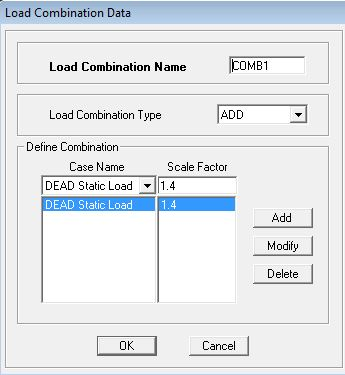 Load Combination Data
Load Combination Name COMB1
Load Combination Type ADD
Define Combination
Case Name Scale Factor
DEAD Static Load 1.4
DEAD Static Load 1.4
Add
Modify
Delete
OK Cancel